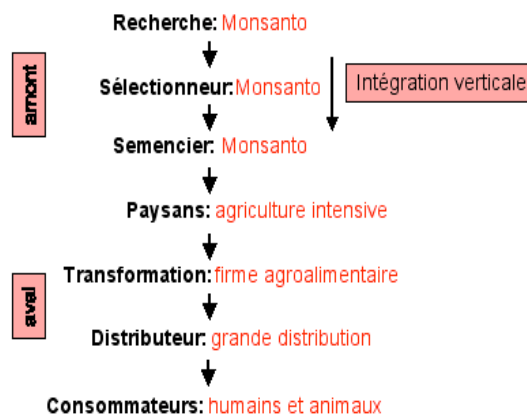 Recherche: Monsanto
amont
Sélectionneur: Monsanto
Intégration verticale
Semencier: Monsanto
Paysans: agriculture intensive
Transformation: firme agroalimentaire
aval
Distributeur: grande distribution
Consommateurs: humains et animaux